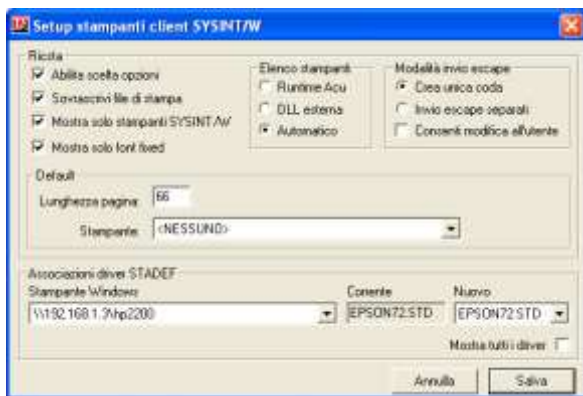 Setup stampanti client SYSINT/W
Ricota
Abilita scelta opzioni
Sovrascrivi file di stampa
Mostra solo stampanti SYSINT/W
Mostra solo font fixed
Elenco stampanti
Runtime Acu
DLL esterna
Automatico
Modalità invio escape
Crea unica coda
Invio escape separati
Consenti modifica all'utente
Default
Lunghezza pagina: 66
Stampante: <NESSUNO>
Associazioni driver STADEF
Stampante Windows
Corrente
Nuovo
\\192.168.1.3\hp2200
EPSON72.STD
EPSON72.STD
Mostra tutti i driver
Annulla
Salva